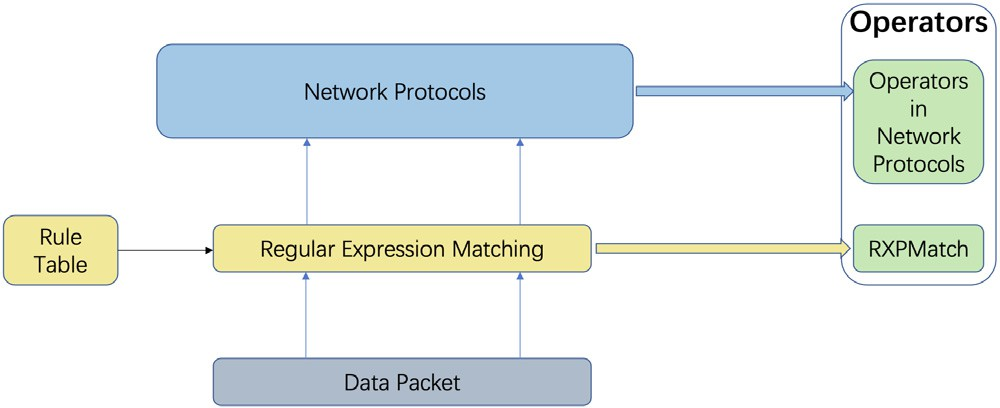 Operators
Network Protocols
Operators
in
Network
Protocols
Rule
Table
Regular Expression Matching
RXPMatch
Data Packet